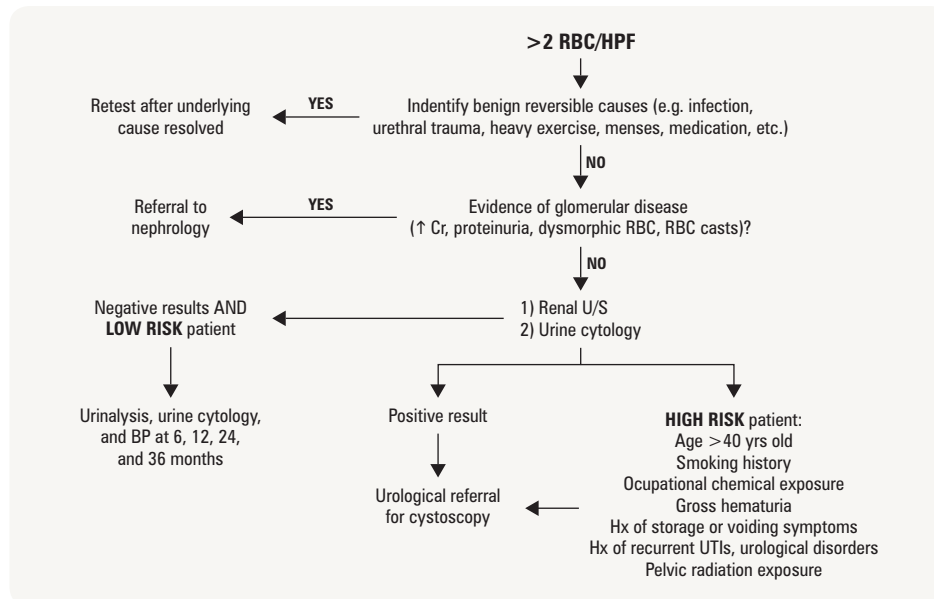 >2 RBC/HPF
Retest after underlying
cause resolved
YES
Indentify benign reversible causes (e.g. infection,
urethral trauma, heavy exercise, menses, medication, etc.)
NO
Referral to
nephrology
YES
Evidence of glomerular disease
(↑ Cr, proteinuria, dysmorphic RBC, RBC casts)?
NO
Negative results AND
LOW RISK patient
1) Renal U/S
2) Urine cytology
Urinalysis, urine cytology,
and BP at 6, 12, 24,
and 36 months
Positive result
Urological referral
for cystoscopy
HIGH RISK patient:
Age >40 yrs old
Smoking history
Ocupational chemical exposure
Gross hematuria
Hx of storage or voiding symptoms
Hx of recurrent UTIs, urological disorders
Pelvic radiation exposure